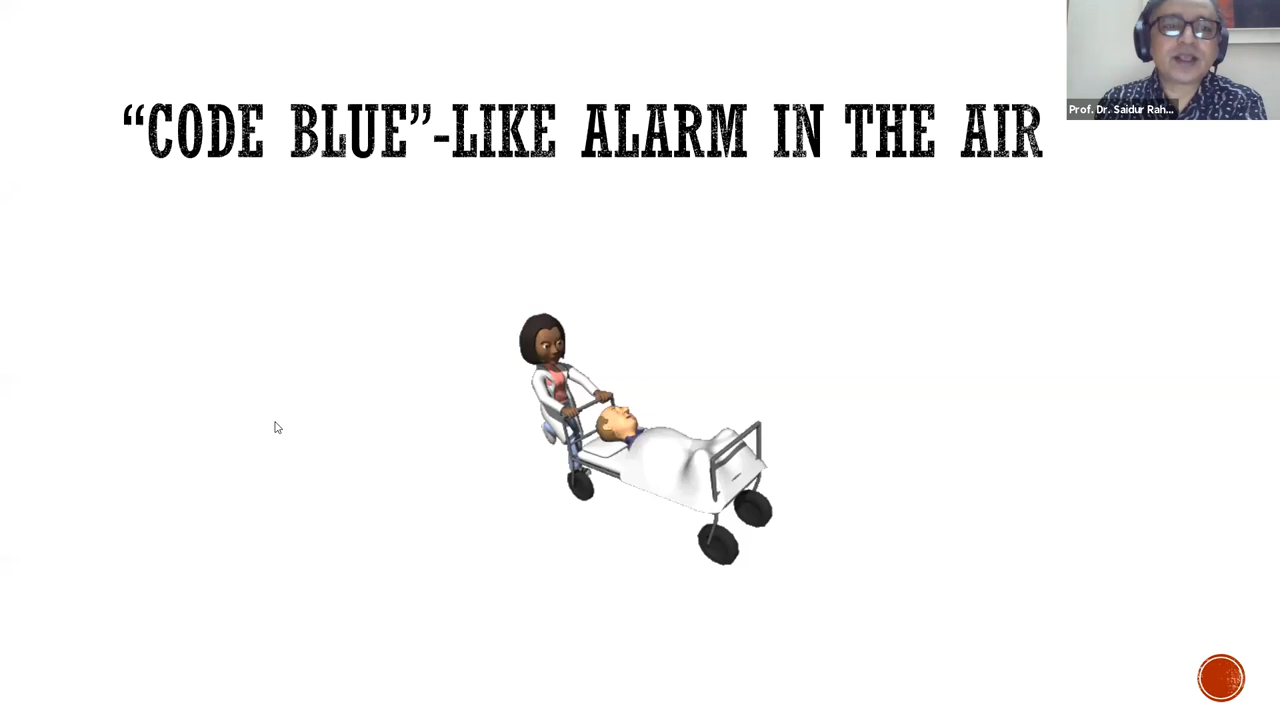 “CODE BLUE”-LIKE ALARM IN THE AIR
Prof. Dr. Saidur Rah...